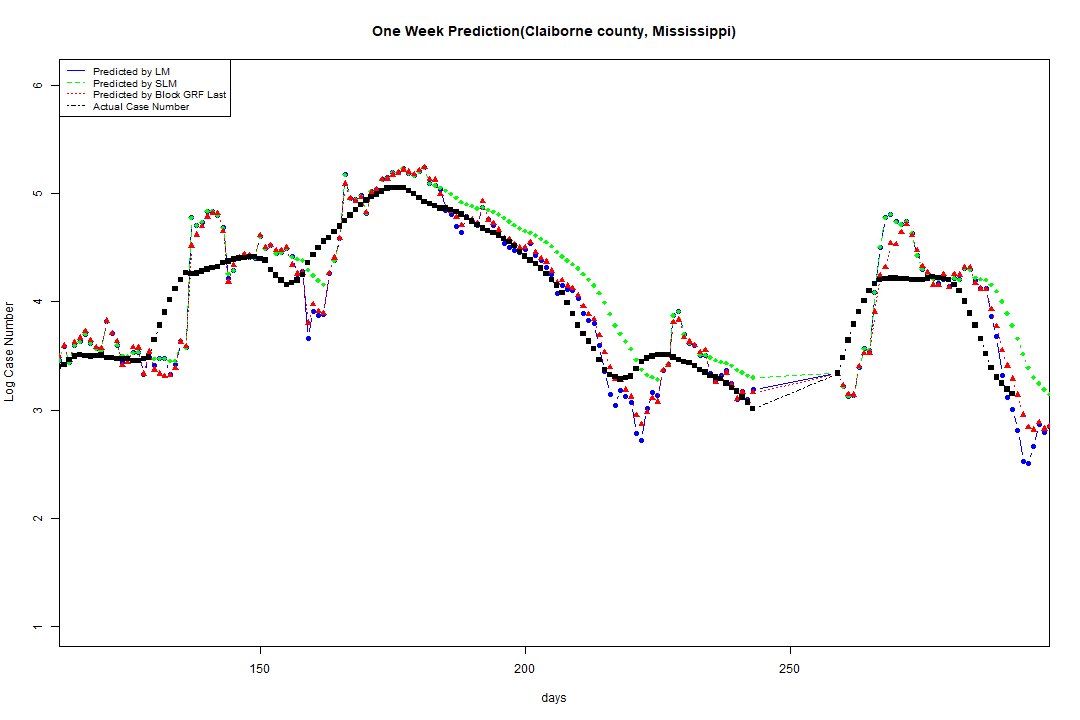 One Week Prediction(Claiborne county, Mississippi)
Predicted by LM
Predicted by SLM
Predicted by Block GRF Last
Actual Case Number
6
5
4
3
2
1
Log Case Number
150
200
250
days